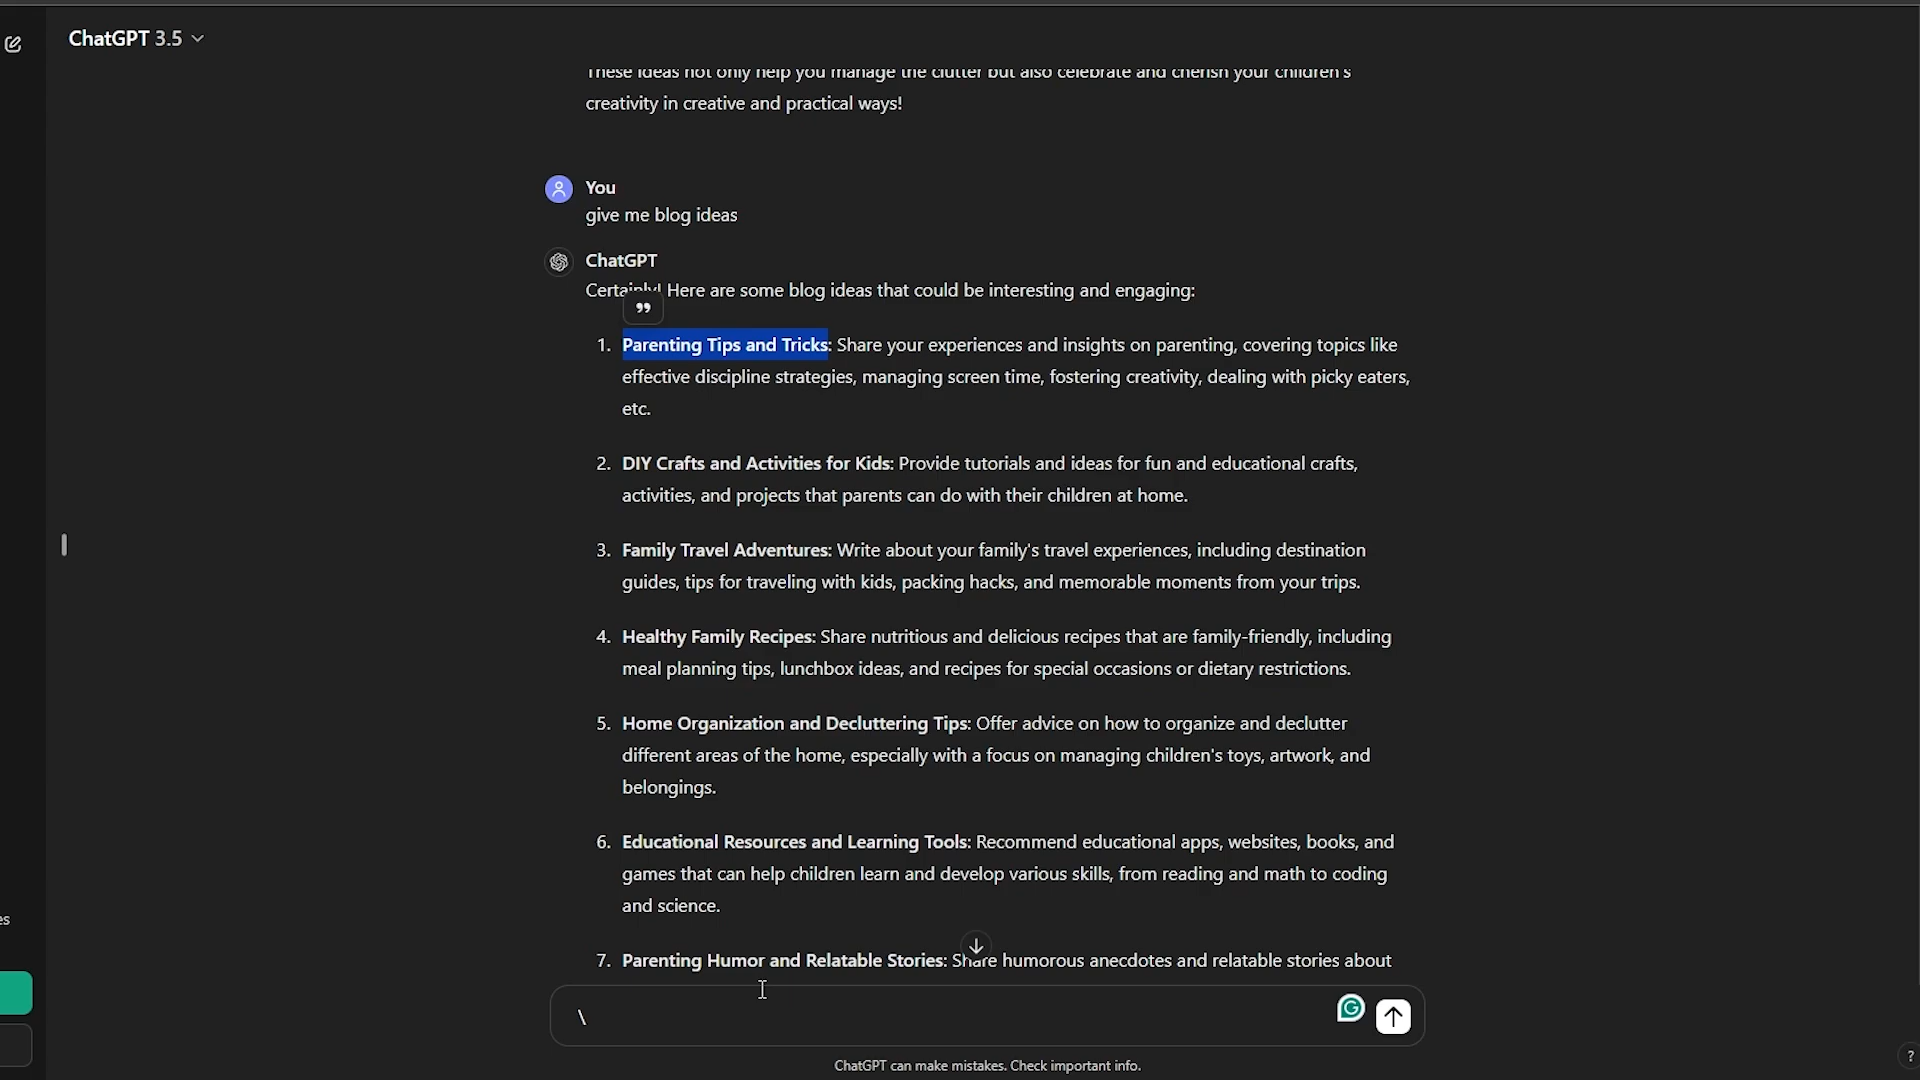 ChatGPT 3.5
These ideas not only help you manage the clutter but also celebrate and cherish your children's
creativity in creative and practical ways!
You
give me blog ideas
ChatGPT
Certainly! Here are some blog ideas that could be interesting and engaging:
1. Parenting Tips and Tricks: Share your experiences and insights on parenting, covering topics like
effective discipline strategies, managing screen time, fostering creativity, dealing with picky eaters,
etc.
2. DIY Crafts and Activities for Kids: Provide tutorials and ideas for fun and educational crafts,
activities, and projects that parents can do with their children at home.
3. Family Travel Adventures: Write about your family's travel experiences, including destination
guides, tips for traveling with kids, packing hacks, and memorable moments from your trips.
4. Healthy Family Recipes: Share nutritious and delicious recipes that are family-friendly, including
meal planning tips, lunchbox ideas, and recipes for special occasions or dietary restrictions.
5. Home Organization and Decluttering Tips: Offer advice on how to organize and declutter
different areas of the home, especially with a focus on managing children's toys, artwork, and
belongings.
6. Educational Resources and Learning Tools: Recommend educational apps, websites, books, and
games that can help children learn and develop various skills, from reading and math to coding
and science.
es
7. Parenting Humor and Relatable Stories: Share humorous anecdotes and relatable stories about
\
ChatGPT can make mistakes. Check important info.
?